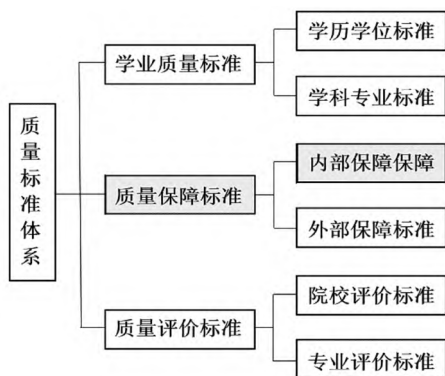 质量标准体系
学业质量标准
学历学位标准
学科专业标准
质量保障标准
内部保障保障
外部保障标准
质量评价标准
院校评价标准
专业评价标准